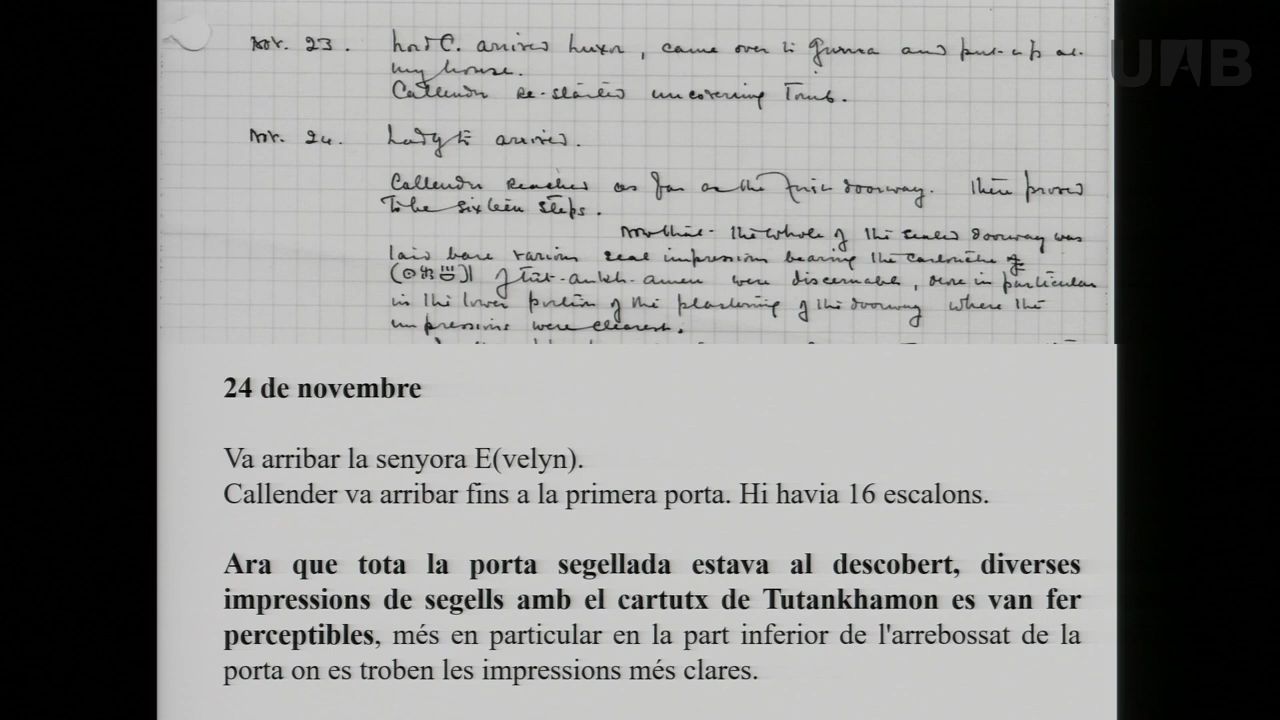 UAB
Nov. 23. Lord C. arrived Luxor, came over to Gurna and put-up at
my house.
Callender re-started uncovering Tomb.
Nov. 24. Lady E. arrived.
Callender reached as far as the first doorway. There proved
to be sixteen steps.
the whole of the sealed doorway was
laid bare various seal impressions bearing the cartouche of
of Tut-ankh-amen were discernable, more in particular
in the lower portion of the plastering of the doorway where the
impressions were clearest.
24 de novembre
Va arribar la senyora E(velyn).
Callender va arribar fins a la primera porta. Hi havia 16 escalons.
Ara que tota la porta segellada estava al descobert, diverses
impressions de segells amb el cartutx de Tutankhamon es van fer
perceptibles, més en particular en la part inferior de l'arrebossat de la
porta on es troben les impressions més clares.